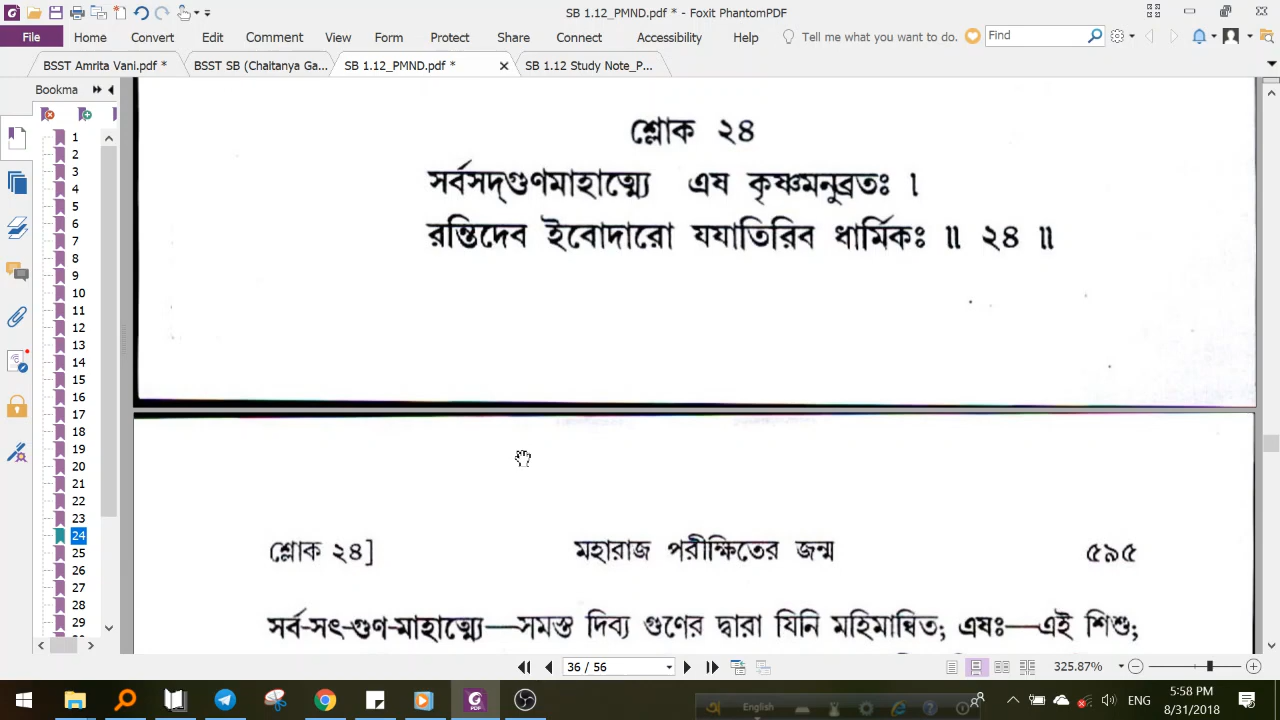 SB 1.12_PMND.pdf * - Foxit PhantomPDF
File Home Convert Edit Comment Form View Protect Share Connect Accessibility Help Tell me what you want to do. Find
BSST Amrita Vani.pdf * BSST SB (Chaitanya Ga... SB 1.12_PMND.pdf * SB 1.12 Study Note_P...
Bookma
1
2
3
4
5
6
7
8
9
10
11
12
13
14
15
16
17
18
19
20
21
22
23
24
25
26
27
28
29
শ্লোক ২৪
সর্বসদ্‌গুণমাহাত্ম্যে এষ কৃষ্ণমনুব্রতঃ ।
রন্তিদেব ইবোদারো যযাতিরিব ধার্মিকঃ ॥ ২৪ ॥
শ্লোক ২৪] মহারাজ পরীক্ষিতের জন্ম ৫৯৫
সর্ব-সৎ-গুণ-মাহাত্ম্যে—সমস্ত দিব্য গুণের দ্বারা যিনি মহিমান্বিত; এষঃ—এই শিশু;
36 / 56 325.87%
English
ENG
5:58 PM
8/31/2018